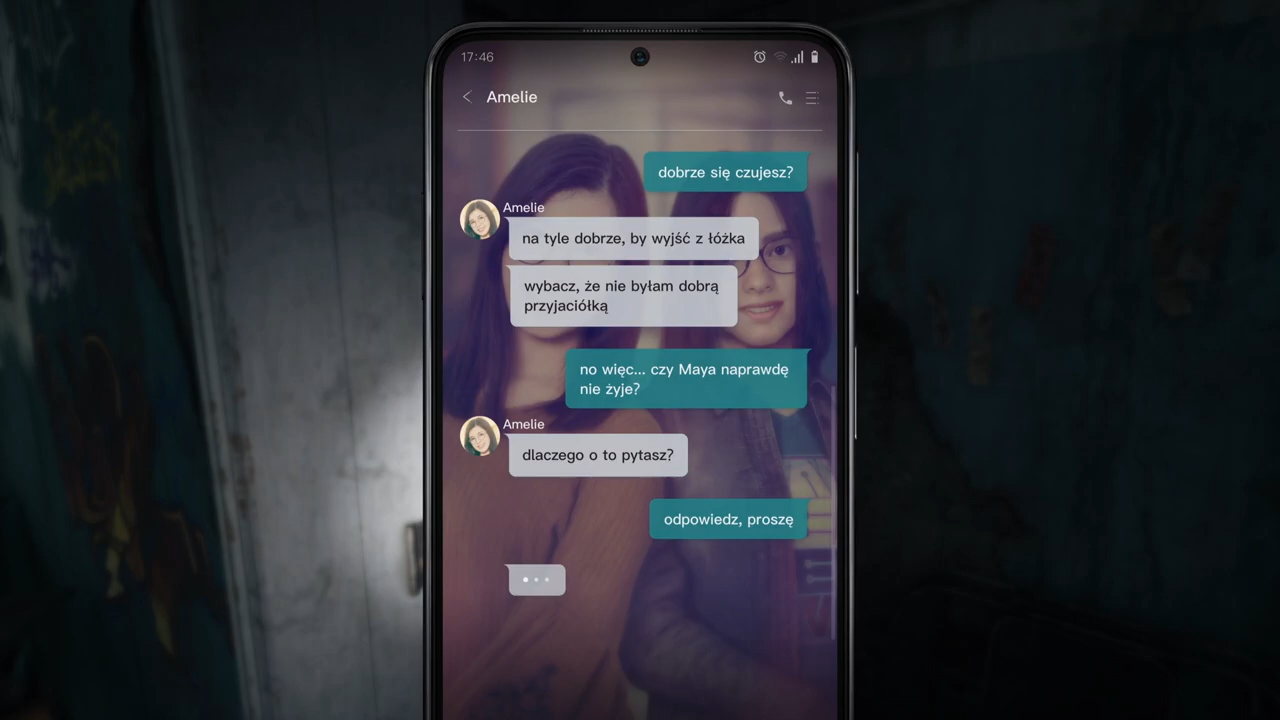 17:46
Amelie
dobrze się czujesz?
Amelie
na tyle dobrze, by wyjść z łóżka
wybacz, że nie byłam dobrą
przyjaciółką
no więc... czy Maya naprawdę
nie żyje?
Amelie
dlaczego o to pytasz?
odpowiedz, proszę